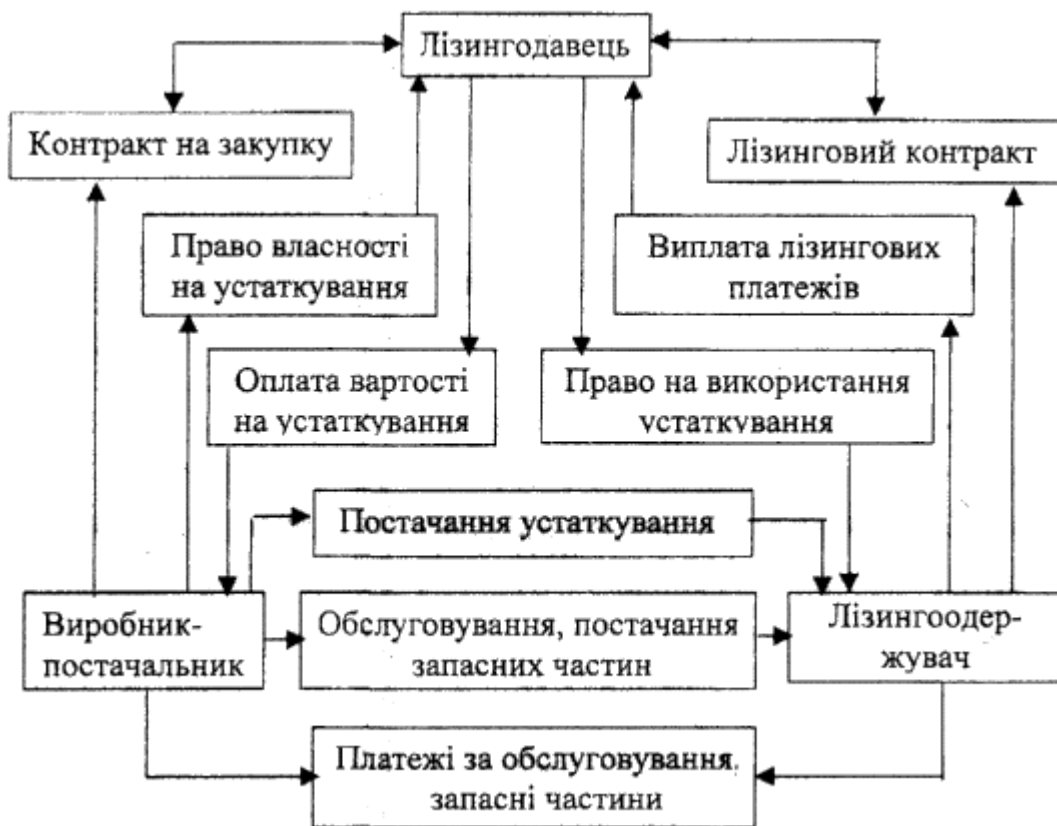 Лізингодавець
Контракт на закупку
Лізинговий контракт
Право власності
на устаткування
Виплата лізингових
платежів
Оплата вартості
на устаткування
Право на використання
устаткування
Постачання устаткування
Виробник-
постачальник
Обслуговування, постачання
запасних частин
Лізингоодер-
жувач
Платежі за обслуговування,
запасні частини